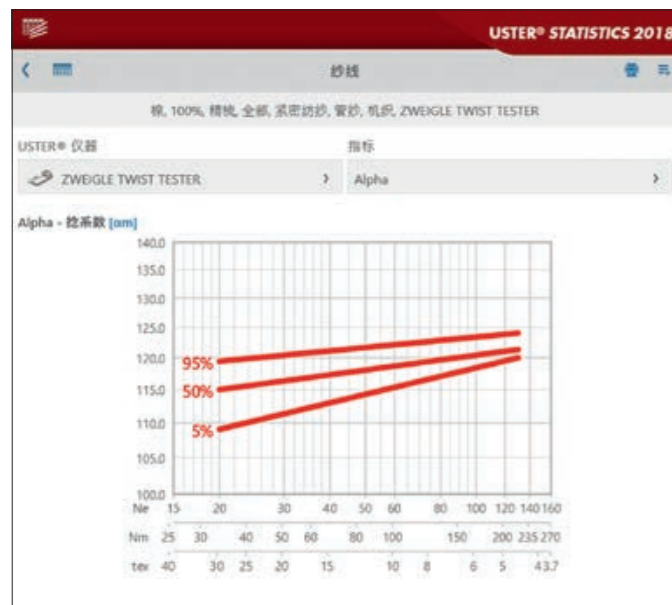 USTER® STATISTICS 2018
纱线
棉, 100%, 精梳, 全部, 紧密纺纱, 管纱, 机织, ZWEIGLE TWIST TESTER
USTER® 仪器 指标
ZWEIGLE TWIST TESTER Alpha
Alpha - 捻系数 [αm]
140.0
135.0
130.0
125.0
120.0
115.0
110.0
105.0
100.0
95%
50%
5%
Ne 15 20 30 40 50 60 80 100 120 140 160
Nm 25 30 40 50 60 80 100 150 200 235 270
tex 40 30 25 20 15 10 8 6 5 4 3.7